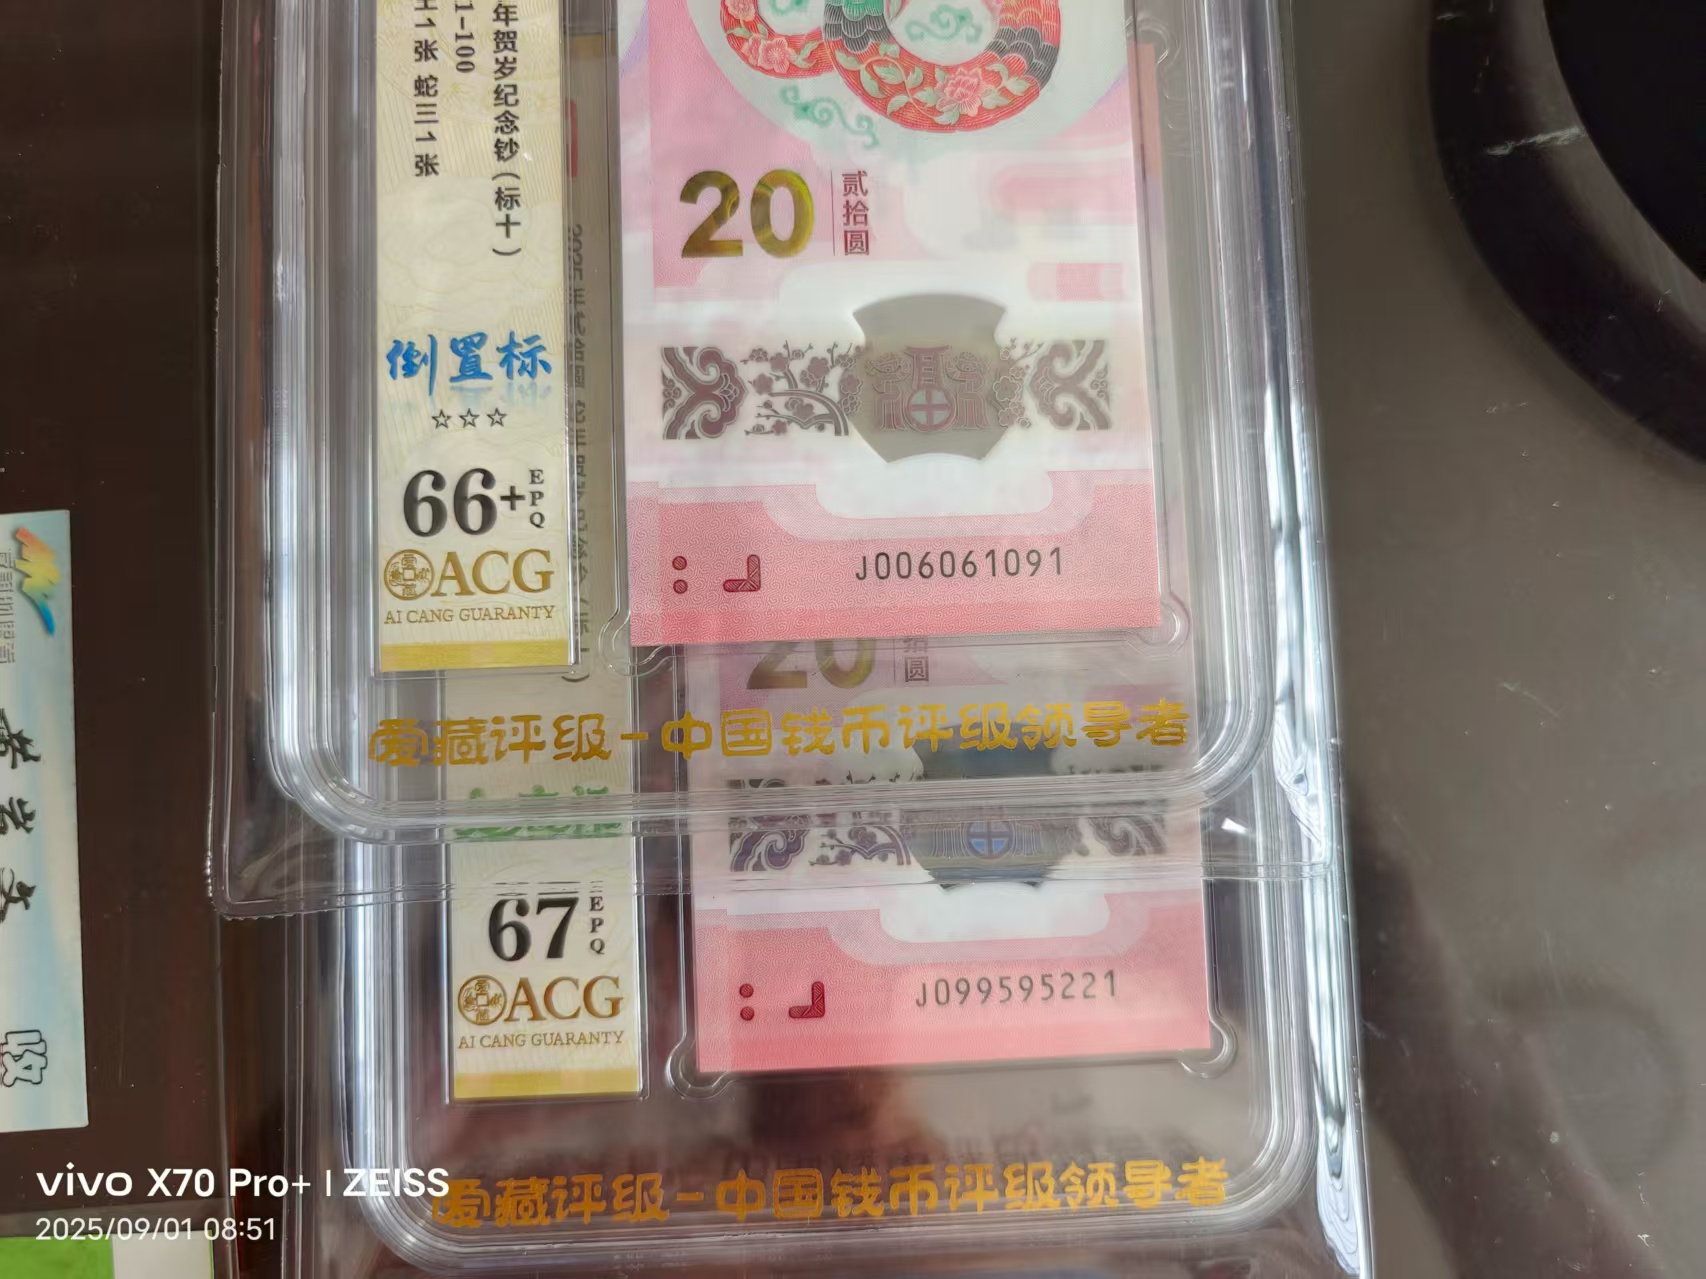 年贺岁纪念钞(标十)
1-100
1张 蛇三1张
倒置标
☆☆☆
66+
EPQ
ACG
AI CANG GUARANTY
20
贰拾圆
J006061091
爱藏评级-中国钱币评级领导者
20
拾圆
67
EPQ
ACG
AI CANG GUARANTY
J099595221
爱藏评级-中国钱币评级领导者
vivo X70 Pro+ | ZEISS
2025/09/01 08:51